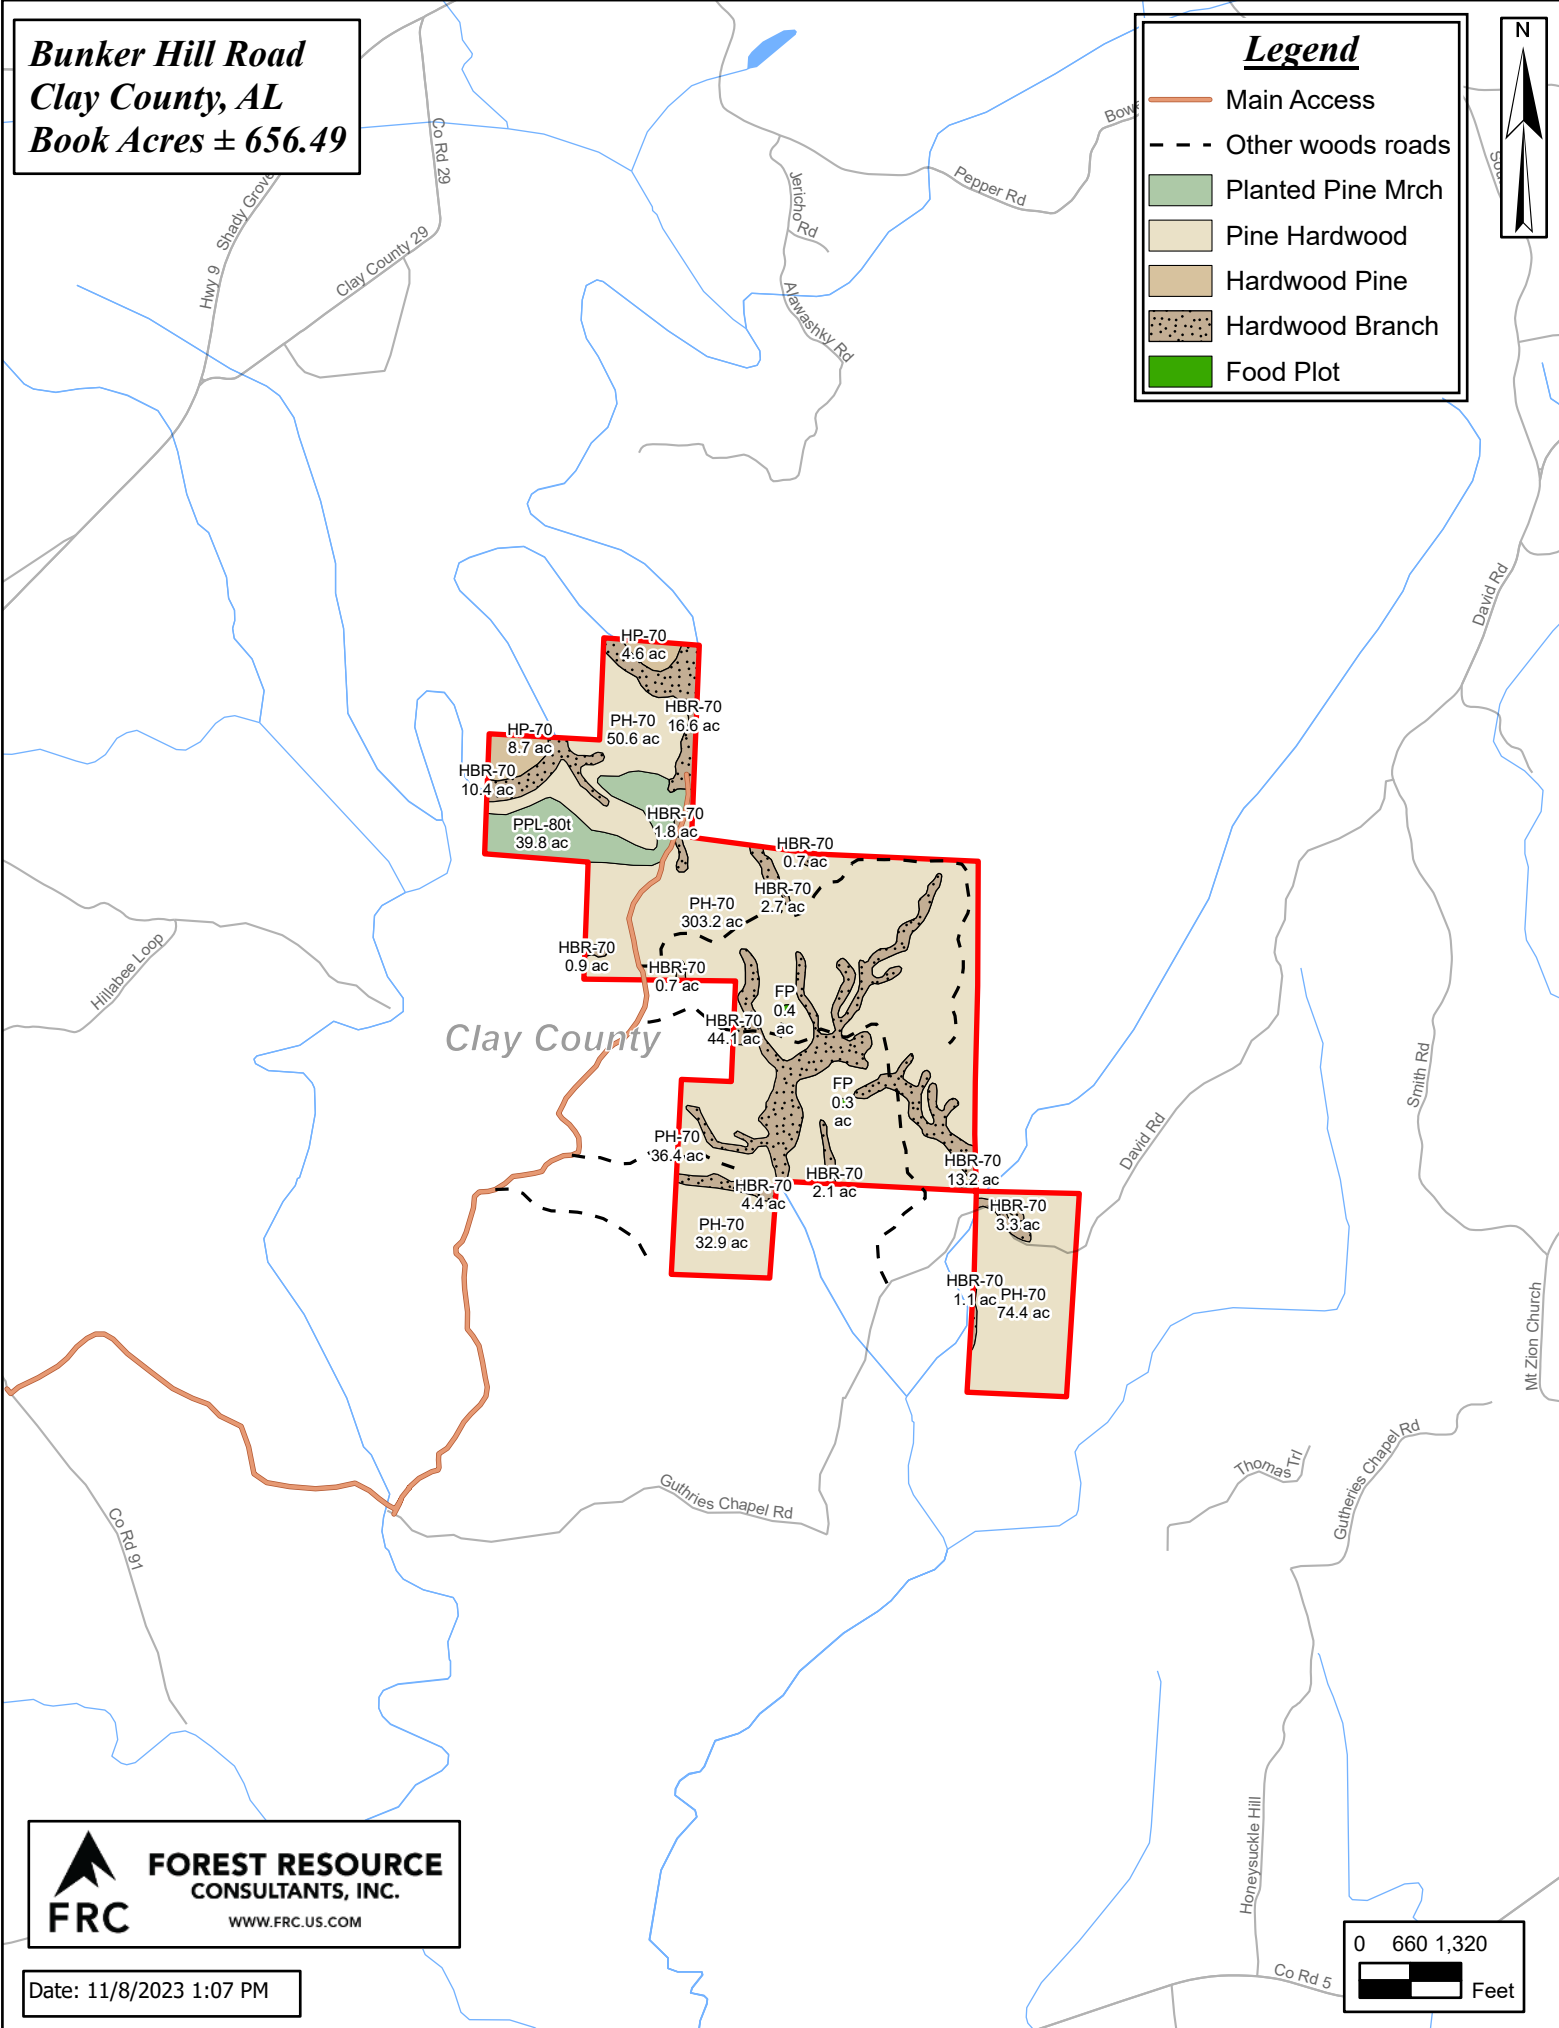 Bunker Hill Road
Clay County, AL
Book Acres ± 656.49
Legend
Main Access
Other woods roads
Planted Pine Mrch
Pine Hardwood
Hardwood Pine
Hardwood Branch
Food Plot
N
Co Rd 29
Shady Grove
Hwy 9
Clay County 29
Jericho Rd
Pepper Rd
Alawashky Rd
David Rd
HP-70
4.6 ac
HBR-70
16.6 ac
PH-70
50.6 ac
HP-70
8.7 ac
HBR-70
10.4 ac
PPL-80t
39.8 ac
HBR-70
1.8 ac
HBR-70
0.7 ac
HBR-70
2.7 ac
PH-70
303.2 ac
HBR-70
0.9 ac
HBR-70
0.7 ac
FP
0.4
ac
HBR-70
44.1 ac
Hillabee Loop
Clay County
FP
0.3
ac
Smith Rd
David Rd
PH-70
36.4 ac
HBR-70
13.2 ac
HBR-70
2.1 ac
HBR-70
4.4 ac
HBR-70
3.3 ac
PH-70
32.9 ac
HBR-70
1.1 ac
PH-70
74.4 ac
Mt Zion Church
Guthries Chapel Rd
Thomas Trl
Gutheries Chapel Rd
Co Rd 91
Honeysuckle Hill
Co Rd 5
FRC
FOREST RESOURCE
CONSULTANTS, INC.
WWW.FRC.US.COM
Date: 11/8/2023 1:07 PM
0 660 1,320
Feet